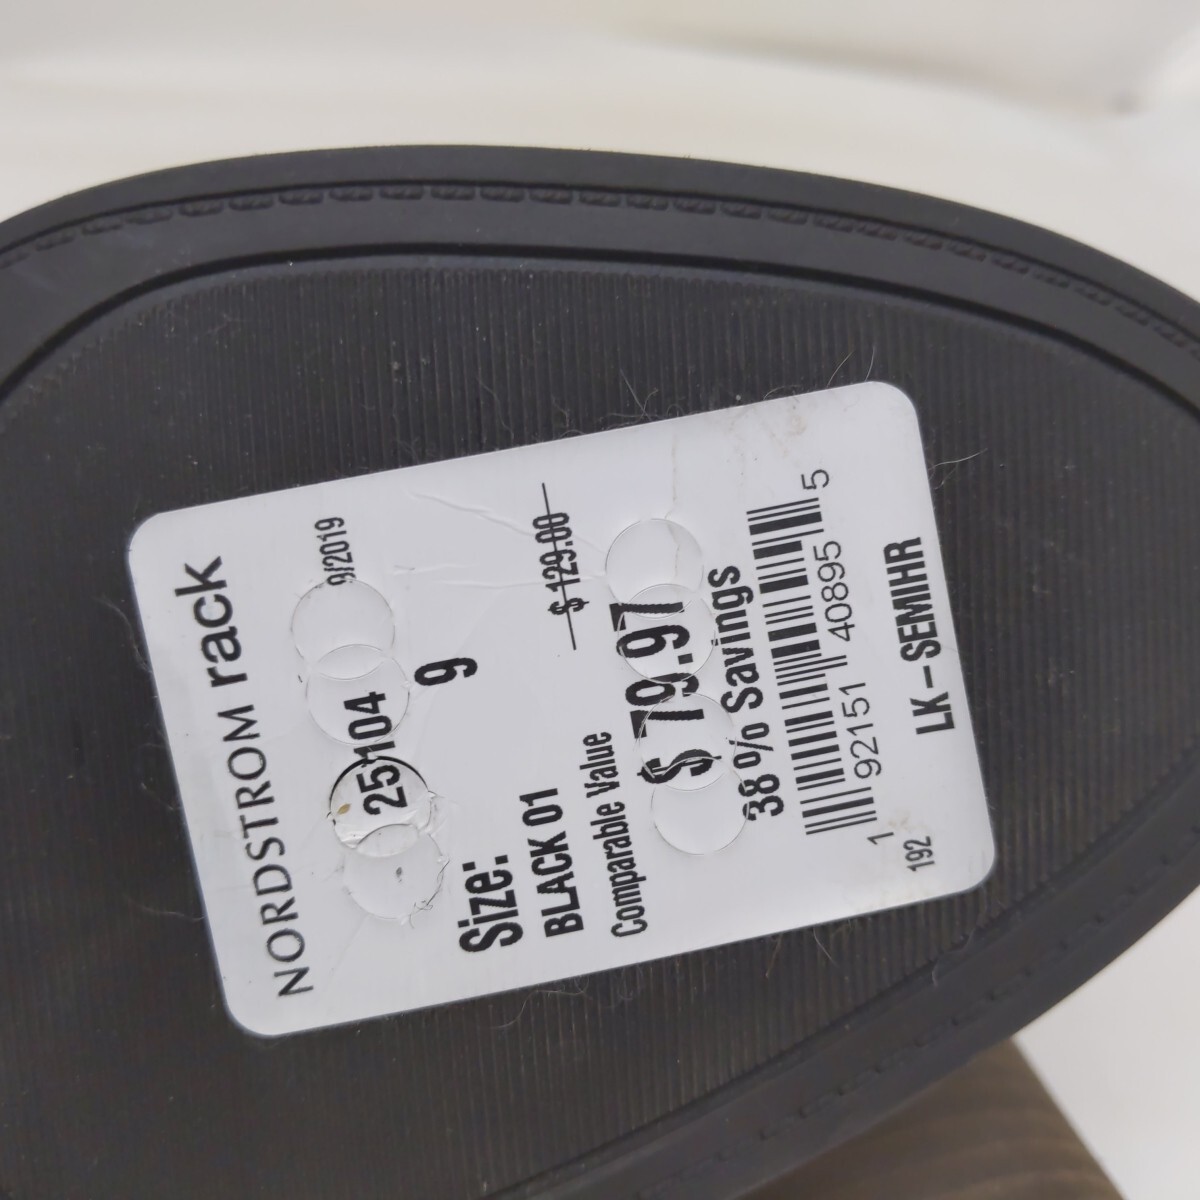 NORDSTROM rack
25 104 9/2019
Size: 9
BLACK 01
Comparable Value $ 129.00
$ 79.97
38 % Savings
1 92151 40895 5
192 LK-SEMIHR